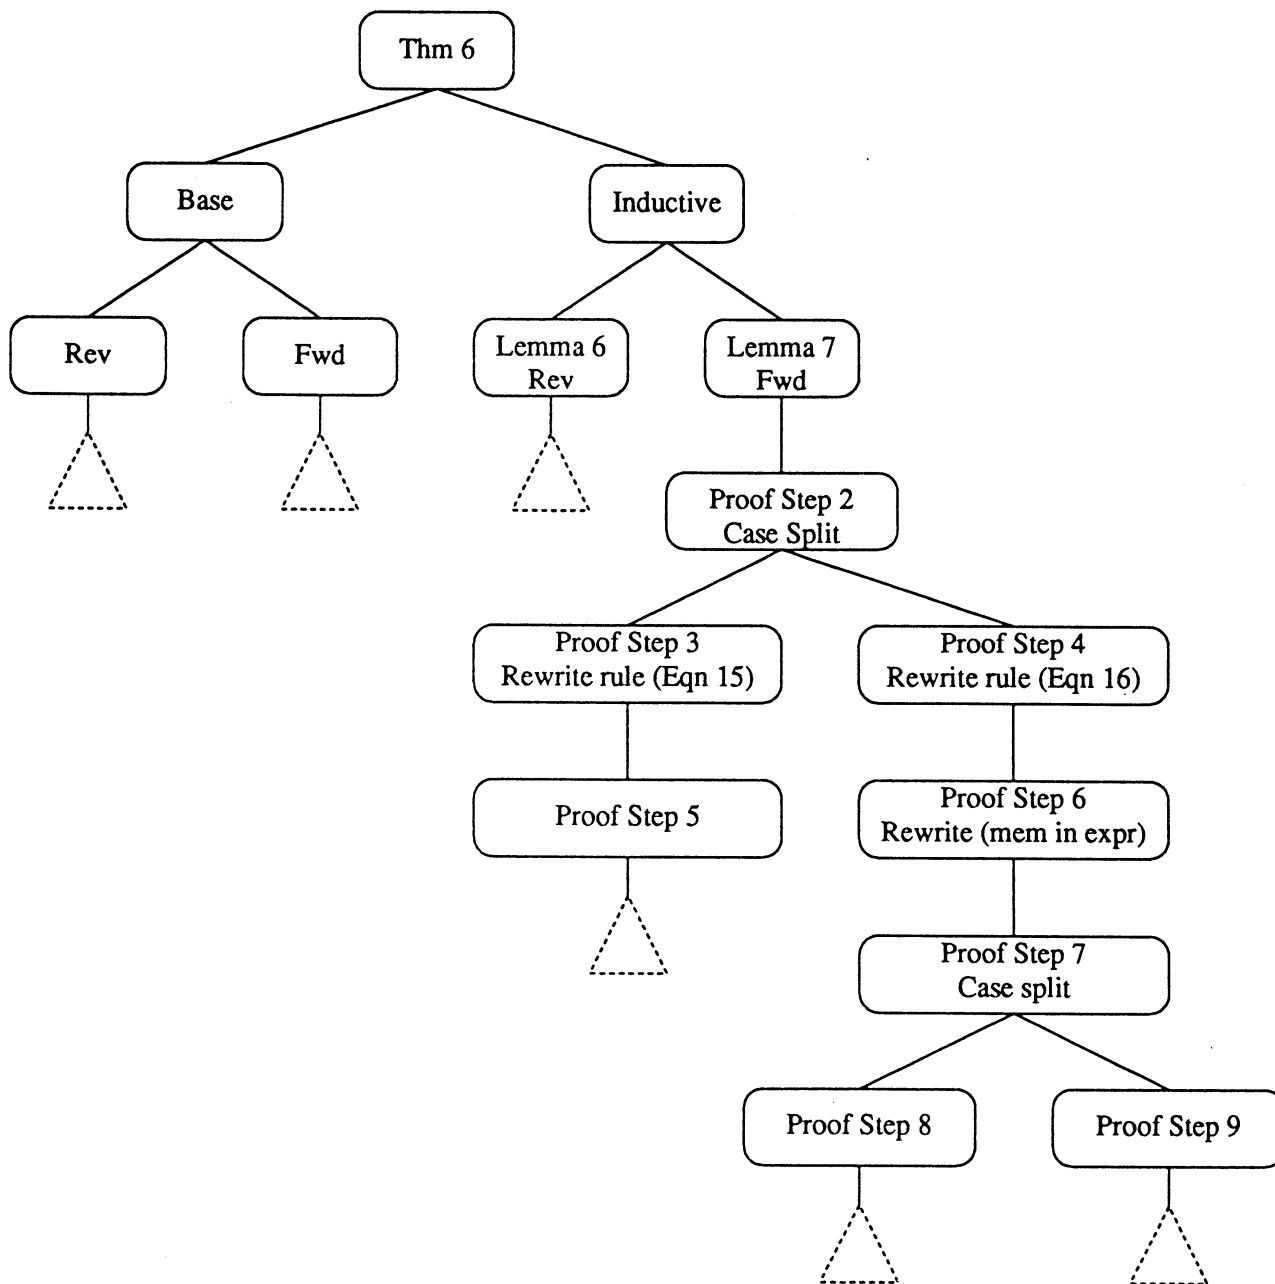 Thm 6
Base
Inductive
Rev
Fwd
Lemma 6
Rev
Lemma 7
Fwd
Proof Step 2
Case Split
Proof Step 3
Rewrite rule (Eqn 15)
Proof Step 4
Rewrite rule (Eqn 16)
Proof Step 5
Proof Step 6
Rewrite (mem in expr)
Proof Step 7
Case split
Proof Step 8
Proof Step 9